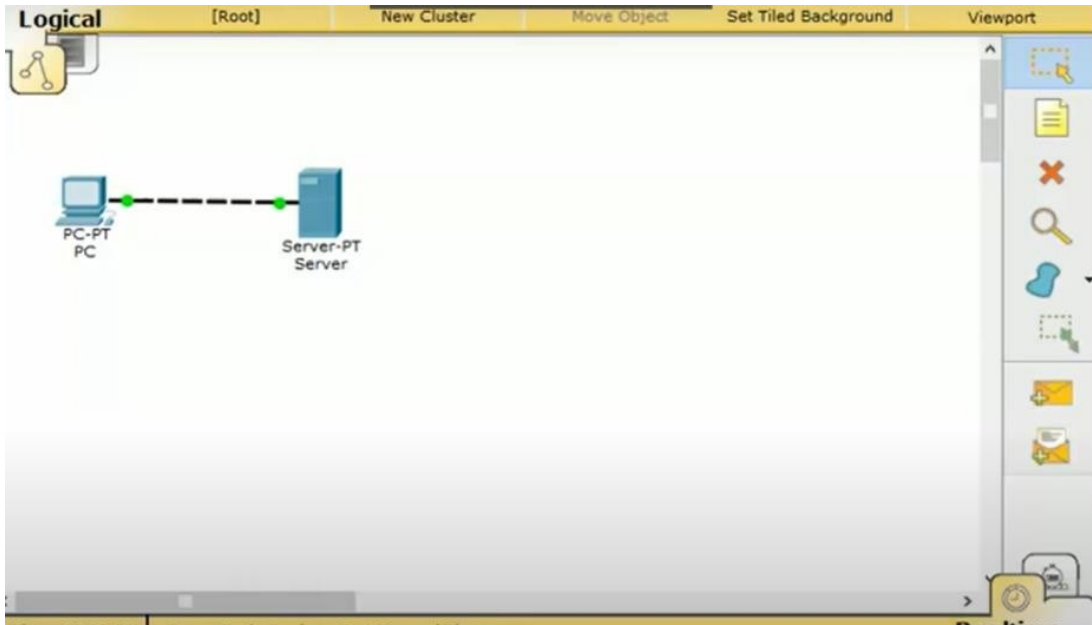 Logical [Root] New Cluster Move Object Set Tiled Background Viewport
PC-PT
PC
Server-PT
Server